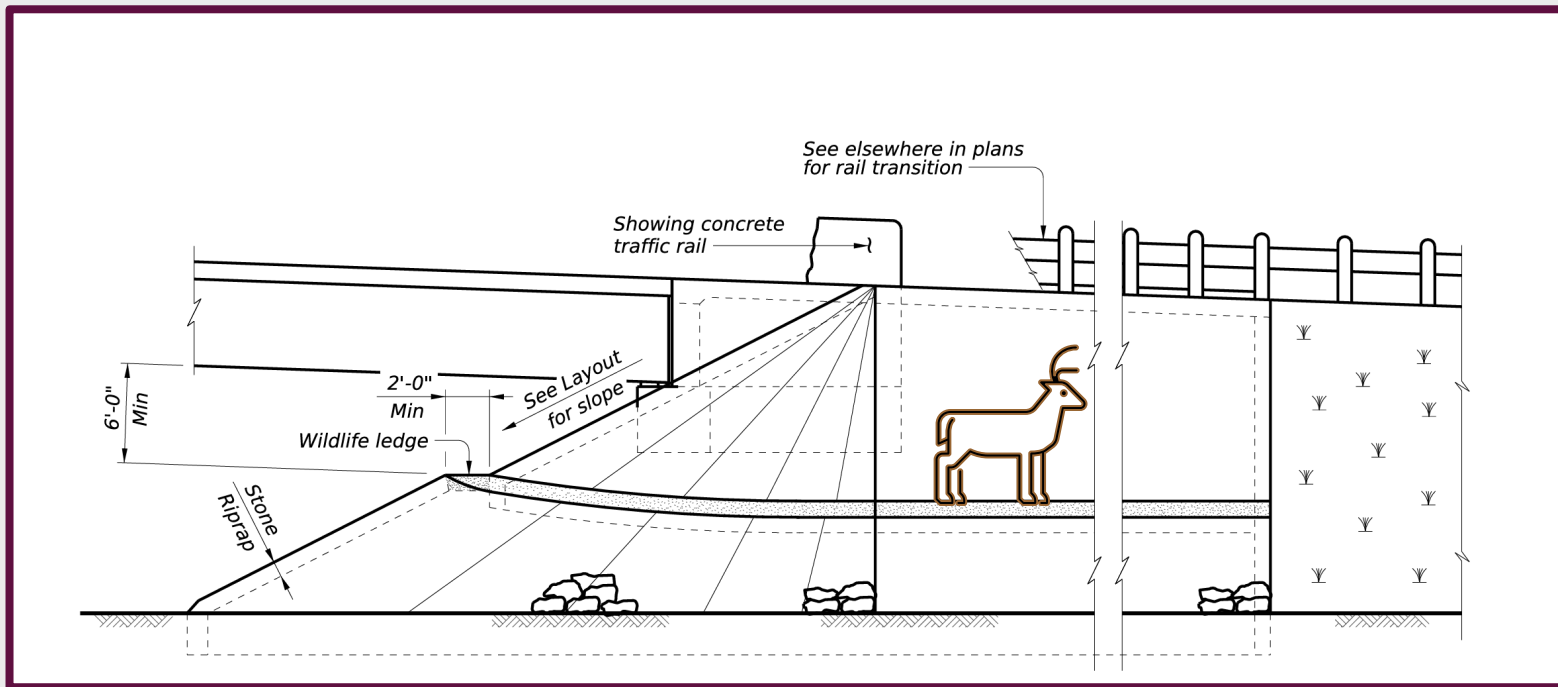 See elsewhere in plans
for rail transition
Showing concrete
traffic rail
See Layout
for slope
2'-0"
Min
6'-0"
Min
Wildlife ledge
Stone
Riprap